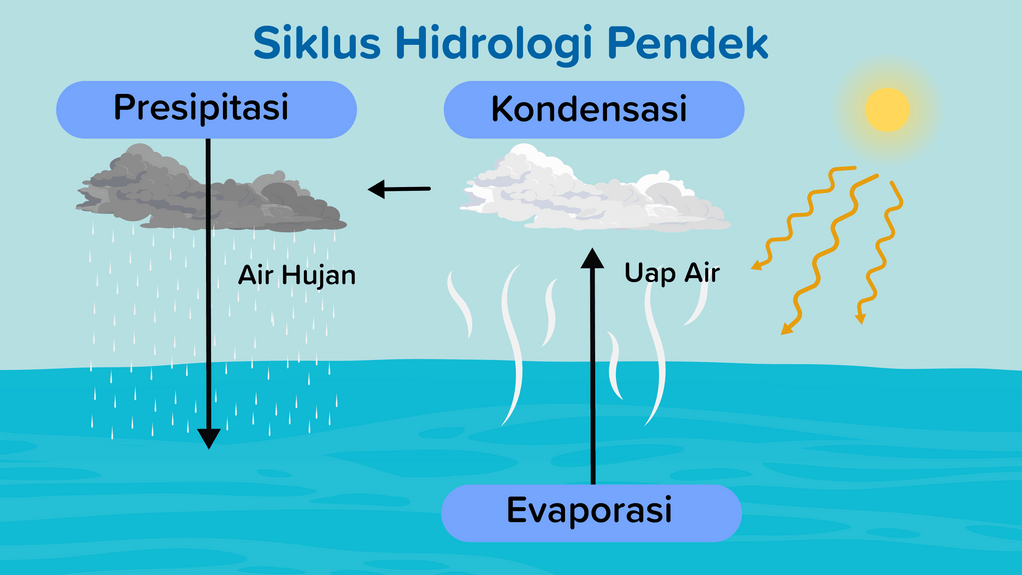 Siklus Hidrologi Pendek
Presipitasi
Kondensasi
Air Hujan
Uap Air
Evaporasi